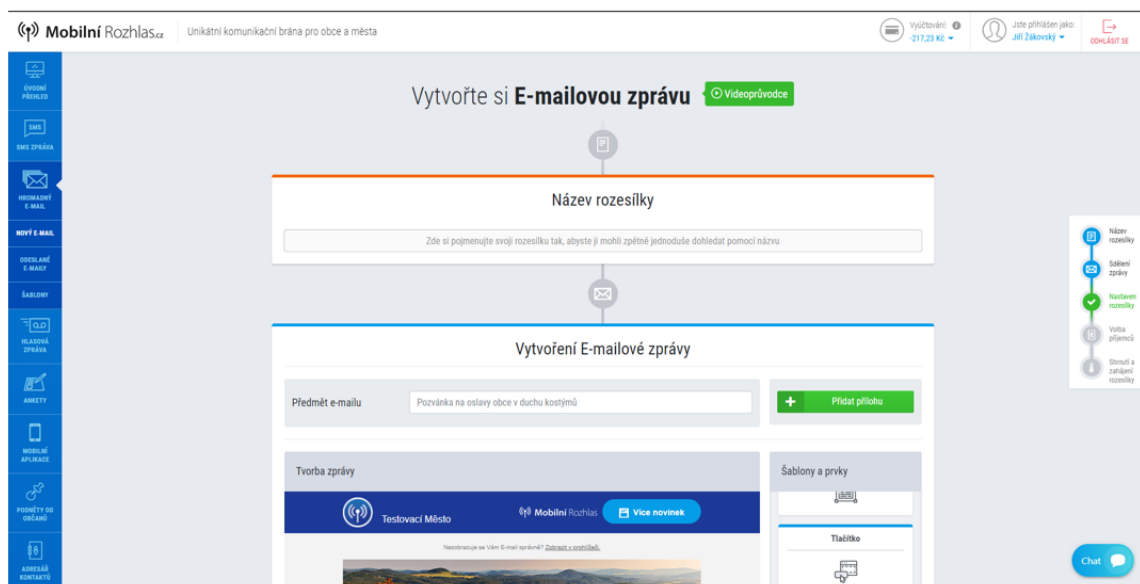 Mobilní Rozhlas.cz
Unikátní komunikační brána pro obce a města
Vyúčtování:
-217,23 Kč
Jste přihlášen jako:
Jiří Žákovský
ODHLÁSIT SE
ÚVODNÍ
PŘEHLED
SMS
SMS ZPRÁVA
HROMADNÝ
E-MAIL
NOVÝ E-MAIL
ODESLANÉ
E-MAILY
ŠABLONY
HLASOVÁ
ZPRÁVA
ANKETY
MOBILNÍ
APLIKACE
PODNĚTY OD
OBČANŮ
ADRESÁŘ
KONTAKTŮ
Vytvořte si E-mailovou zprávu
Videoprůvodce
Název rozesílky
Zde si pojmenujte svoji rozesílku tak, abyste ji mohli zpětně jednoduše dohledat pomocí názvu
Vytvoření E-mailové zprávy
Předmět e-mailu
Pozvánka na oslavy obce v duchu kostýmů
+ Přidat přílohu
Tvorba zprávy
Šablony a prvky
Testovací Město
Mobilní Rozhlas
Více novinek
Nezobrazuje se Vám E-mail správně? Zobrazit v prohlížeči.
Tlačítko
Název
rozesílky
Sdělení
zprávy
Nastaven
rozesílky
Volba
příjemců
Shrnutí a
zahájení
rozesílky
Chat